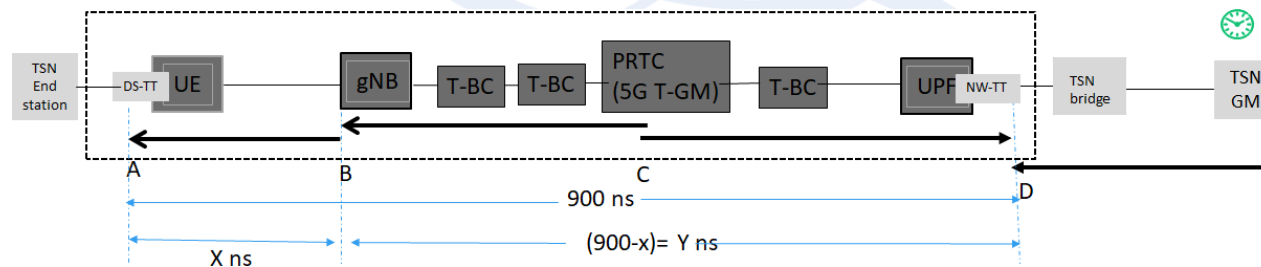 TSN
End
station
DS-TT
UE
gNB
T-BC
T-BC
PRTC
(5G T-GM)
T-BC
UPF
NW-TT
TSN
bridge
TSN
GM
A
B
C
D
900 ns
X ns
(900-x)= Y ns